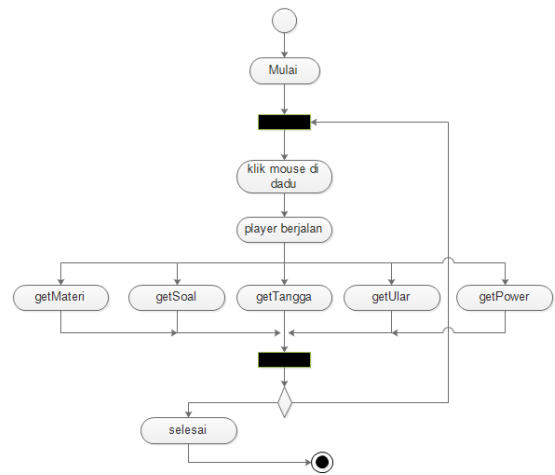 Mulai
klik mouse di
dadu
player berjalan
getMateri
getSoal
getTangga
getUlar
getPower
selesai